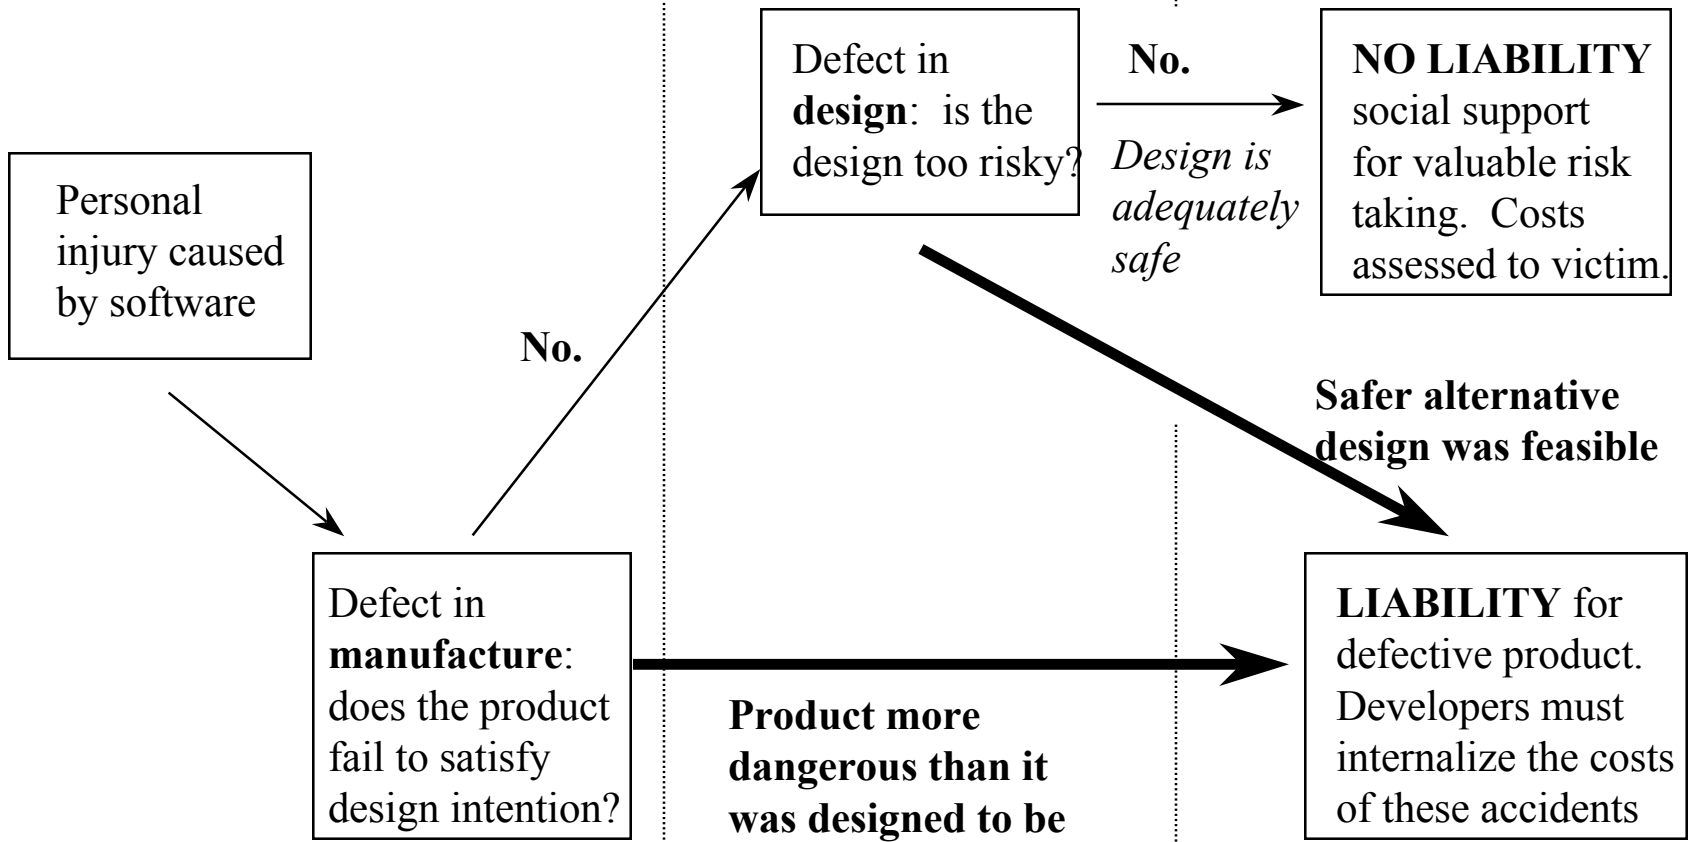 Personal
injury caused
by software
No.
Defect in
manufacture:
does the product
fail to satisfy
design intention?
Defect in
design:  is the
design too risky?
No.
Design is
adequately
safe
NO LIABILITY
social support
for valuable risk
taking.  Costs
assessed to victim.
Safer alternative
design was feasible
Product more
dangerous than it
was designed to be
LIABILITY for
defective product.
Developers must
internalize the costs
of these accidents